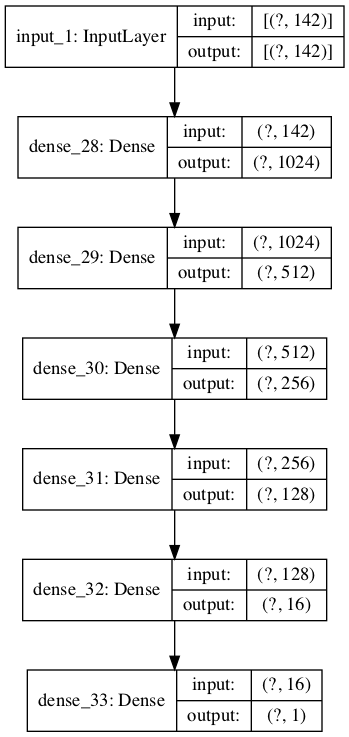 input_1: InputLayer
input: [(?, 142)]
output: [(?, 142)]
dense_28: Dense
input: (?, 142)
output: (?, 1024)
dense_29: Dense
input: (?, 1024)
output: (?, 512)
dense_30: Dense
input: (?, 512)
output: (?, 256)
dense_31: Dense
input: (?, 256)
output: (?, 128)
dense_32: Dense
input: (?, 128)
output: (?, 16)
dense_33: Dense
input: (?, 16)
output: (?, 1)